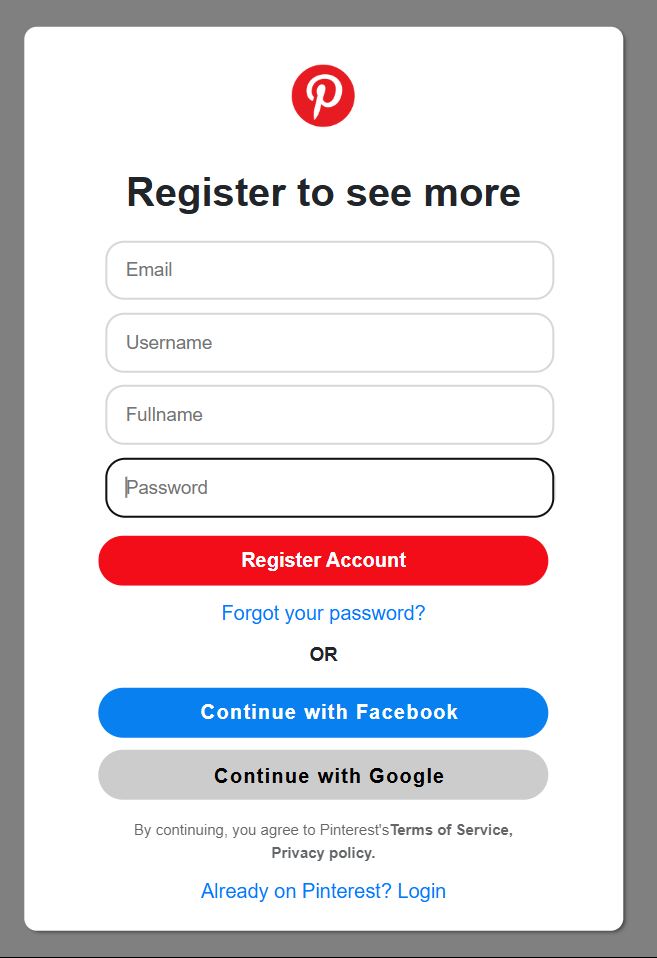 Register to see more
Email
Username
Fullname
Password
Register Account
Forgot your password?
OR
Continue with Facebook
Continue with Google
By continuing, you agree to Pinterest'sTerms of Service,
Privacy policy.
Already on Pinterest? Login